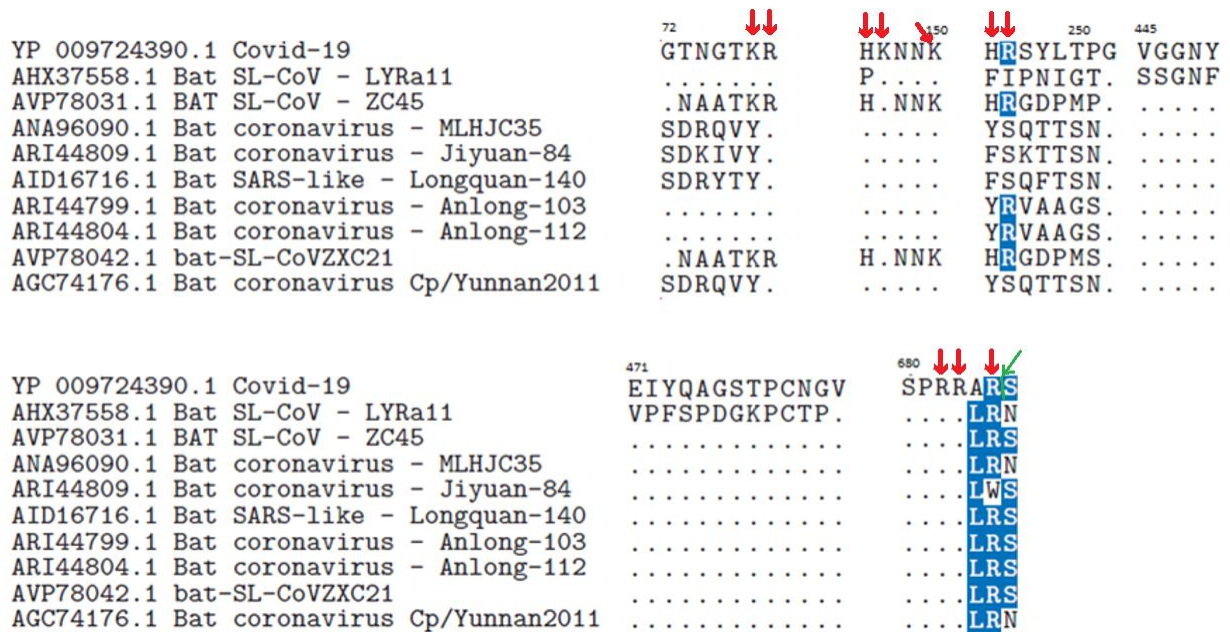 72 150 250 445
YP 009724390.1 Covid-19 GTNGTKR HKNNK HRSYLTPG VGGNY
AHX37558.1 Bat SL-CoV - LYRa11 ....... P.... FIPNIGT. SSGNF
AVP78031.1 BAT SL-CoV - ZC45 .NAATKR H.NNK HRGDPMP. .....
ANA96090.1 Bat coronavirus - MLHJC35 SDRQVY. ..... YSQTTSN. .....
ARI44809.1 Bat coronavirus - Jiyuan-84 SDKIVY. ..... FSKTTSN. .....
AID16716.1 Bat SARS-like - Longquan-140 SDRYTY. ..... FSQFTSN. .....
ARI44799.1 Bat coronavirus - Anlong-103 ....... ..... YRVAAGS. .....
ARI44804.1 Bat coronavirus - Anlong-112 ....... ..... YRVAAGS. .....
AVP78042.1 bat-SL-CoVZXC21 .NAATKR H.NNK HRGDPMS. .....
AGC74176.1 Bat coronavirus Cp/Yunnan2011 SDRQVY. ..... YSQTTSN. .....
471 680
YP 009724390.1 Covid-19 EIYQAGSTPCNGV SPRRARS
AHX37558.1 Bat SL-CoV - LYRa11 VPFSPDGKPCTP. ....LRN
AVP78031.1 BAT SL-CoV - ZC45 ............. ....LRS
ANA96090.1 Bat coronavirus - MLHJC35 ............. ....LRN
ARI44809.1 Bat coronavirus - Jiyuan-84 ............. ....LWS
AID16716.1 Bat SARS-like - Longquan-140 ............. ....LRS
ARI44799.1 Bat coronavirus - Anlong-103 ............. ....LRS
ARI44804.1 Bat coronavirus - Anlong-112 ............. ....LRS
AVP78042.1 bat-SL-CoVZXC21 ............. ....LRS
AGC74176.1 Bat coronavirus Cp/Yunnan2011 ............. ....LRN